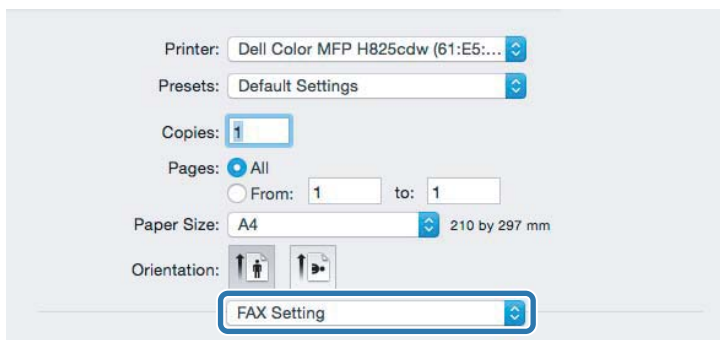 Printer: Dell Color MFP H825cdw (61:E5:...
Presets: Default Settings
Copies: 1
Pages: All
From: 1 to: 1
Paper Size: A4 210 by 297 mm
Orientation:
FAX Setting